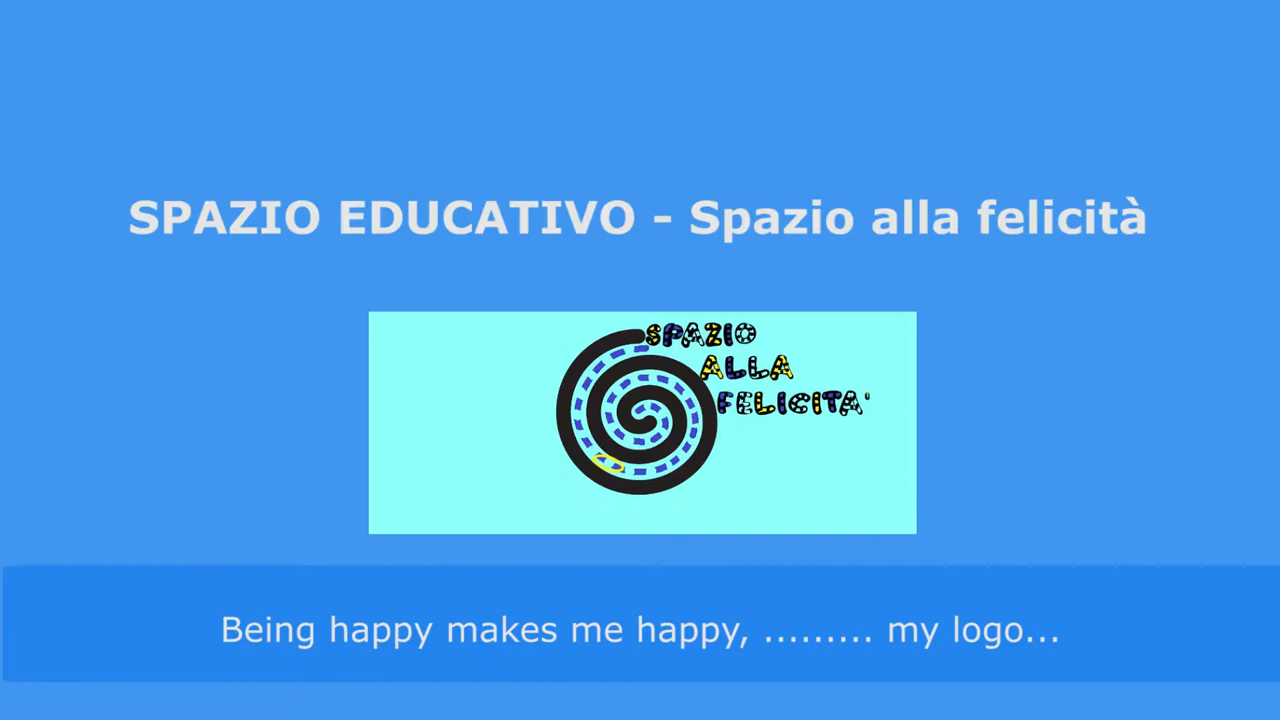 SPAZIO EDUCATIVO - Spazio alla felicità
SPAZIO
ALLA
FELICITA'
Being happy makes me happy, ......... my logo...